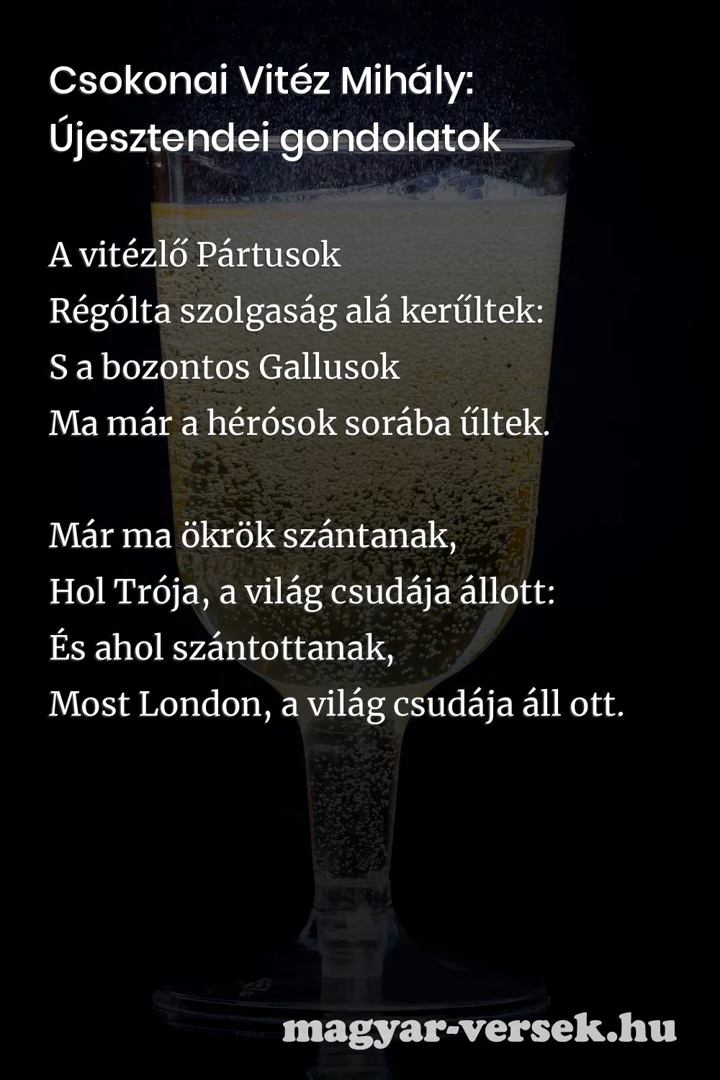 Csokonai Vitéz Mihály:
Újesztendei gondolatok
A vitézlő Pártusok
Régólta szolgaság alá kerűltek:
S a bozontos Gallusok
Ma már a hérósok sorába űltek.
Már ma ökrök szántanak,
Hol Trója, a világ csudája állott:
És ahol szántottanak,
Most London, a világ csudája áll ott.
magyar-versek.hu